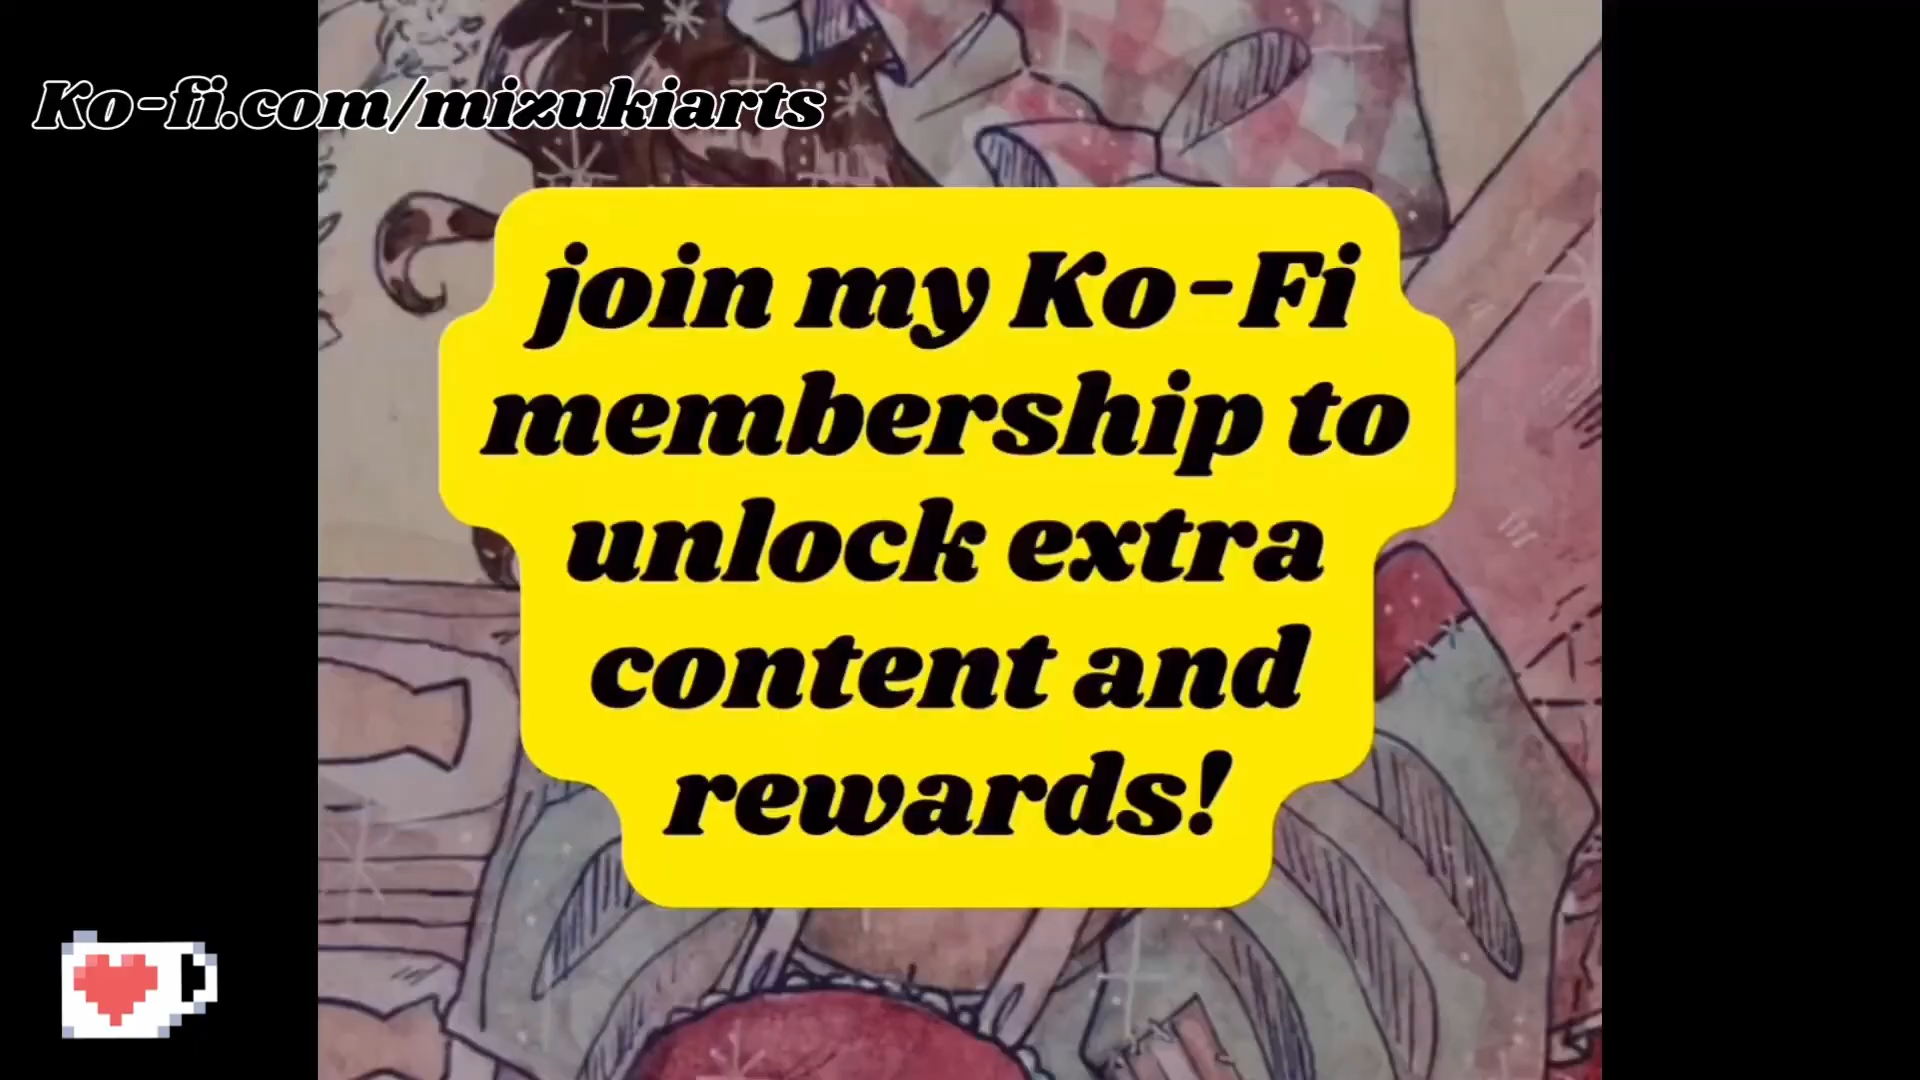 Ko-fi.com/mizukiarts
join my Ko-Fi
membership to
unlock extra
content and
rewards!